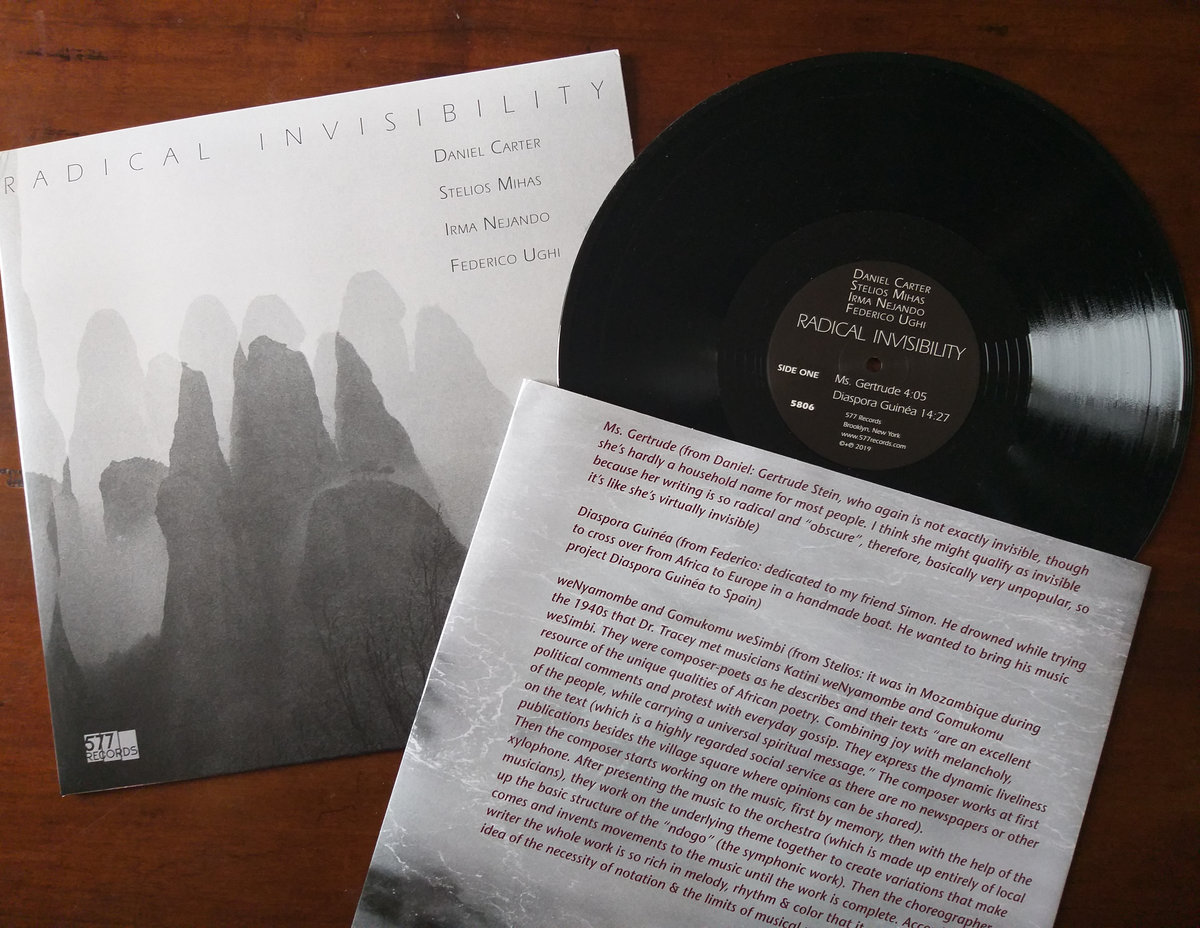 RADICAL INVISIBILITY
DANIEL CARTER
STELIOS MIHAS
IRMA NEJANDO
FEDERICO UGHI
577
RECORDS
DANIEL CARTER
STELIOS MIHAS
IRMA NEJANDO
FEDERICO UGHI
RADICAL INVISIBILITY
SIDE ONE
5806
Ms. Gertrude 4:05
Diaspora Guinéa 14:27
577 Records
Brooklyn, New York
www.577records.com
©+℗ 2019
Ms. Gertrude (from Daniel: Gertrude Stein, who again is not exactly invisible, though
she's hardly a household name for most people. I think she might qualify as invisible
because her writing is so radical and "obscure", therefore, basically very unpopular, so
it's like she's virtually invisible)
Diaspora Guinéa (from Federico: dedicated to my friend Simon. He drowned while trying
to cross over from Africa to Europe in a handmade boat. He wanted to bring his music
project Diaspora Guinéa to Spain)
weNyamombe and Gomukomu weSimbi (from Stelios: it was in Mozambique during
the 1940s that Dr. Tracey met musicians Katini weNyamombe and Gomukomu
weSimbi. They were composer-poets as he describes and their texts "are an excellent
resource of the unique qualities of African poetry. Combining joy with melancholy,
political comments and protest with everyday gossip. They express the dynamic liveliness
of the people, while carrying a universal spiritual message." The composer works at first
on the text (which is a highly regarded social service as there are no newspapers or other
publications besides the village square where opinions can be shared).
Then the composer starts working on the music, first by memory, then with the help of the
xylophone. After presenting the music to the orchestra (which is made up entirely of local
musicians), they work on the underlying theme together to create variations that make
up the basic structure of the "ndogo" (the symphonic work). Then the choreographer
comes and invents movements to the music until the work is complete.
writer the whole work is so rich in melody, rhythm & color that
idea of the necessity of notation & the limits of musical